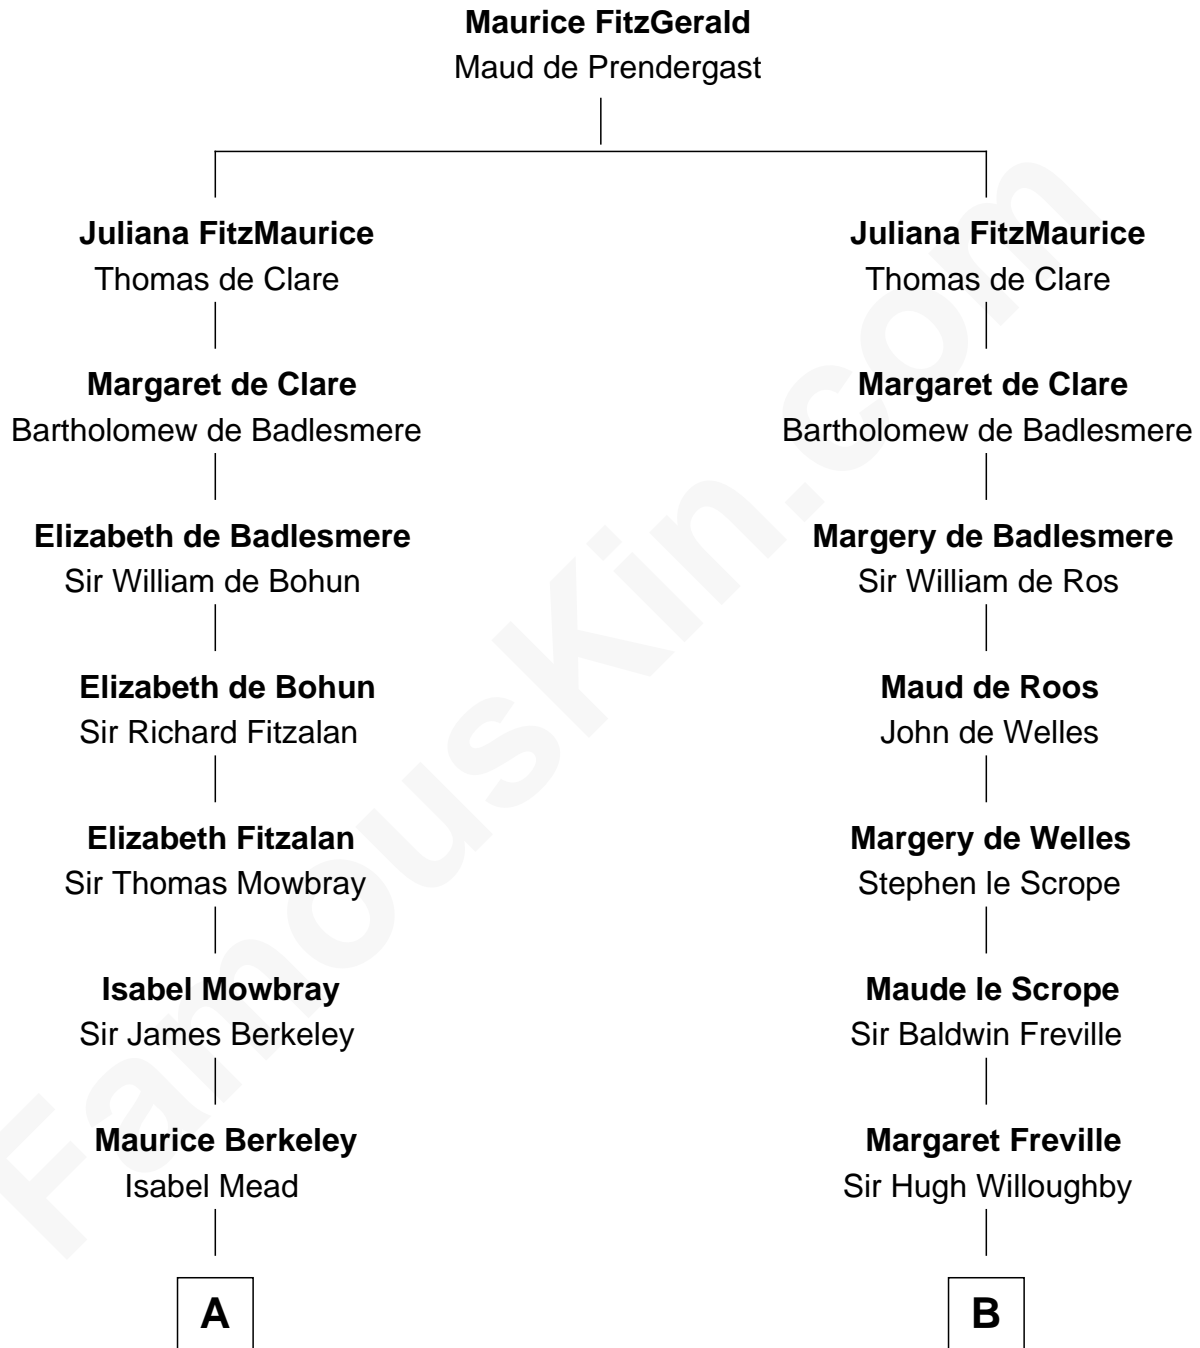 Maurice FitzGerald
Maud de Prendergast
Juliana FitzMaurice
Thomas de Clare
Margaret de Clare
Bartholomew de Badlesmere
Elizabeth de Badlesmere
Sir William de Bohun
Elizabeth de Bohun
Sir Richard Fitzalan
Elizabeth Fitzalan
Sir Thomas Mowbray
Isabel Mowbray
Sir James Berkeley
Maurice Berkeley
Isabel Mead
A
Juliana FitzMaurice
Thomas de Clare
Margaret de Clare
Bartholomew de Badlesmere
Margery de Badlesmere
Sir William de Ros
Maud de Roos
John de Welles
Margery de Welles
Stephen le Scrope
Maude le Scrope
Sir Baldwin Freville
Margaret Freville
Sir Hugh Willoughby
B
FamousKin.com